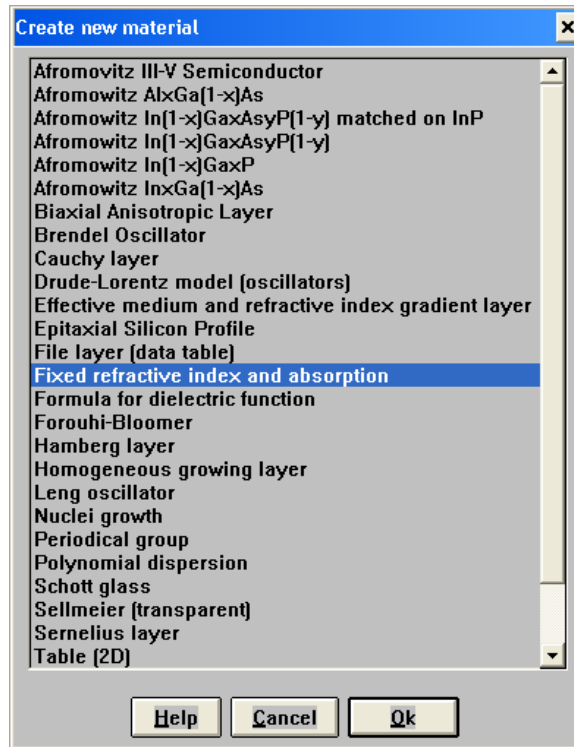 Create new material
Afromovitz III-V Semiconductor
Afromowitz AlxGa(1-x)As
Afromowitz In(1-x)GaxAsyP(1-y) matched on InP
Afromowitz In(1-x)GaxAsyP(1-y)
Afromowitz In(1-x)GaxP
Afromowitz InxGa(1-x)As
Biaxial Anisotropic Layer
Brendel Oscillator
Cauchy layer
Drude-Lorentz model (oscillators)
Effective medium and refractive index gradient layer
Epitaxial Silicon Profile
File layer (data table)
Fixed refractive index and absorption
Formula for dielectric function
Forouhi-Bloomer
Hamberg layer
Homogeneous growing layer
Leng oscillator
Nuclei growth
Periodical group
Polynomial dispersion
Schott glass
Sellmeier (transparent)
Sernelius layer
Table (2D)
Help Cancel Ok